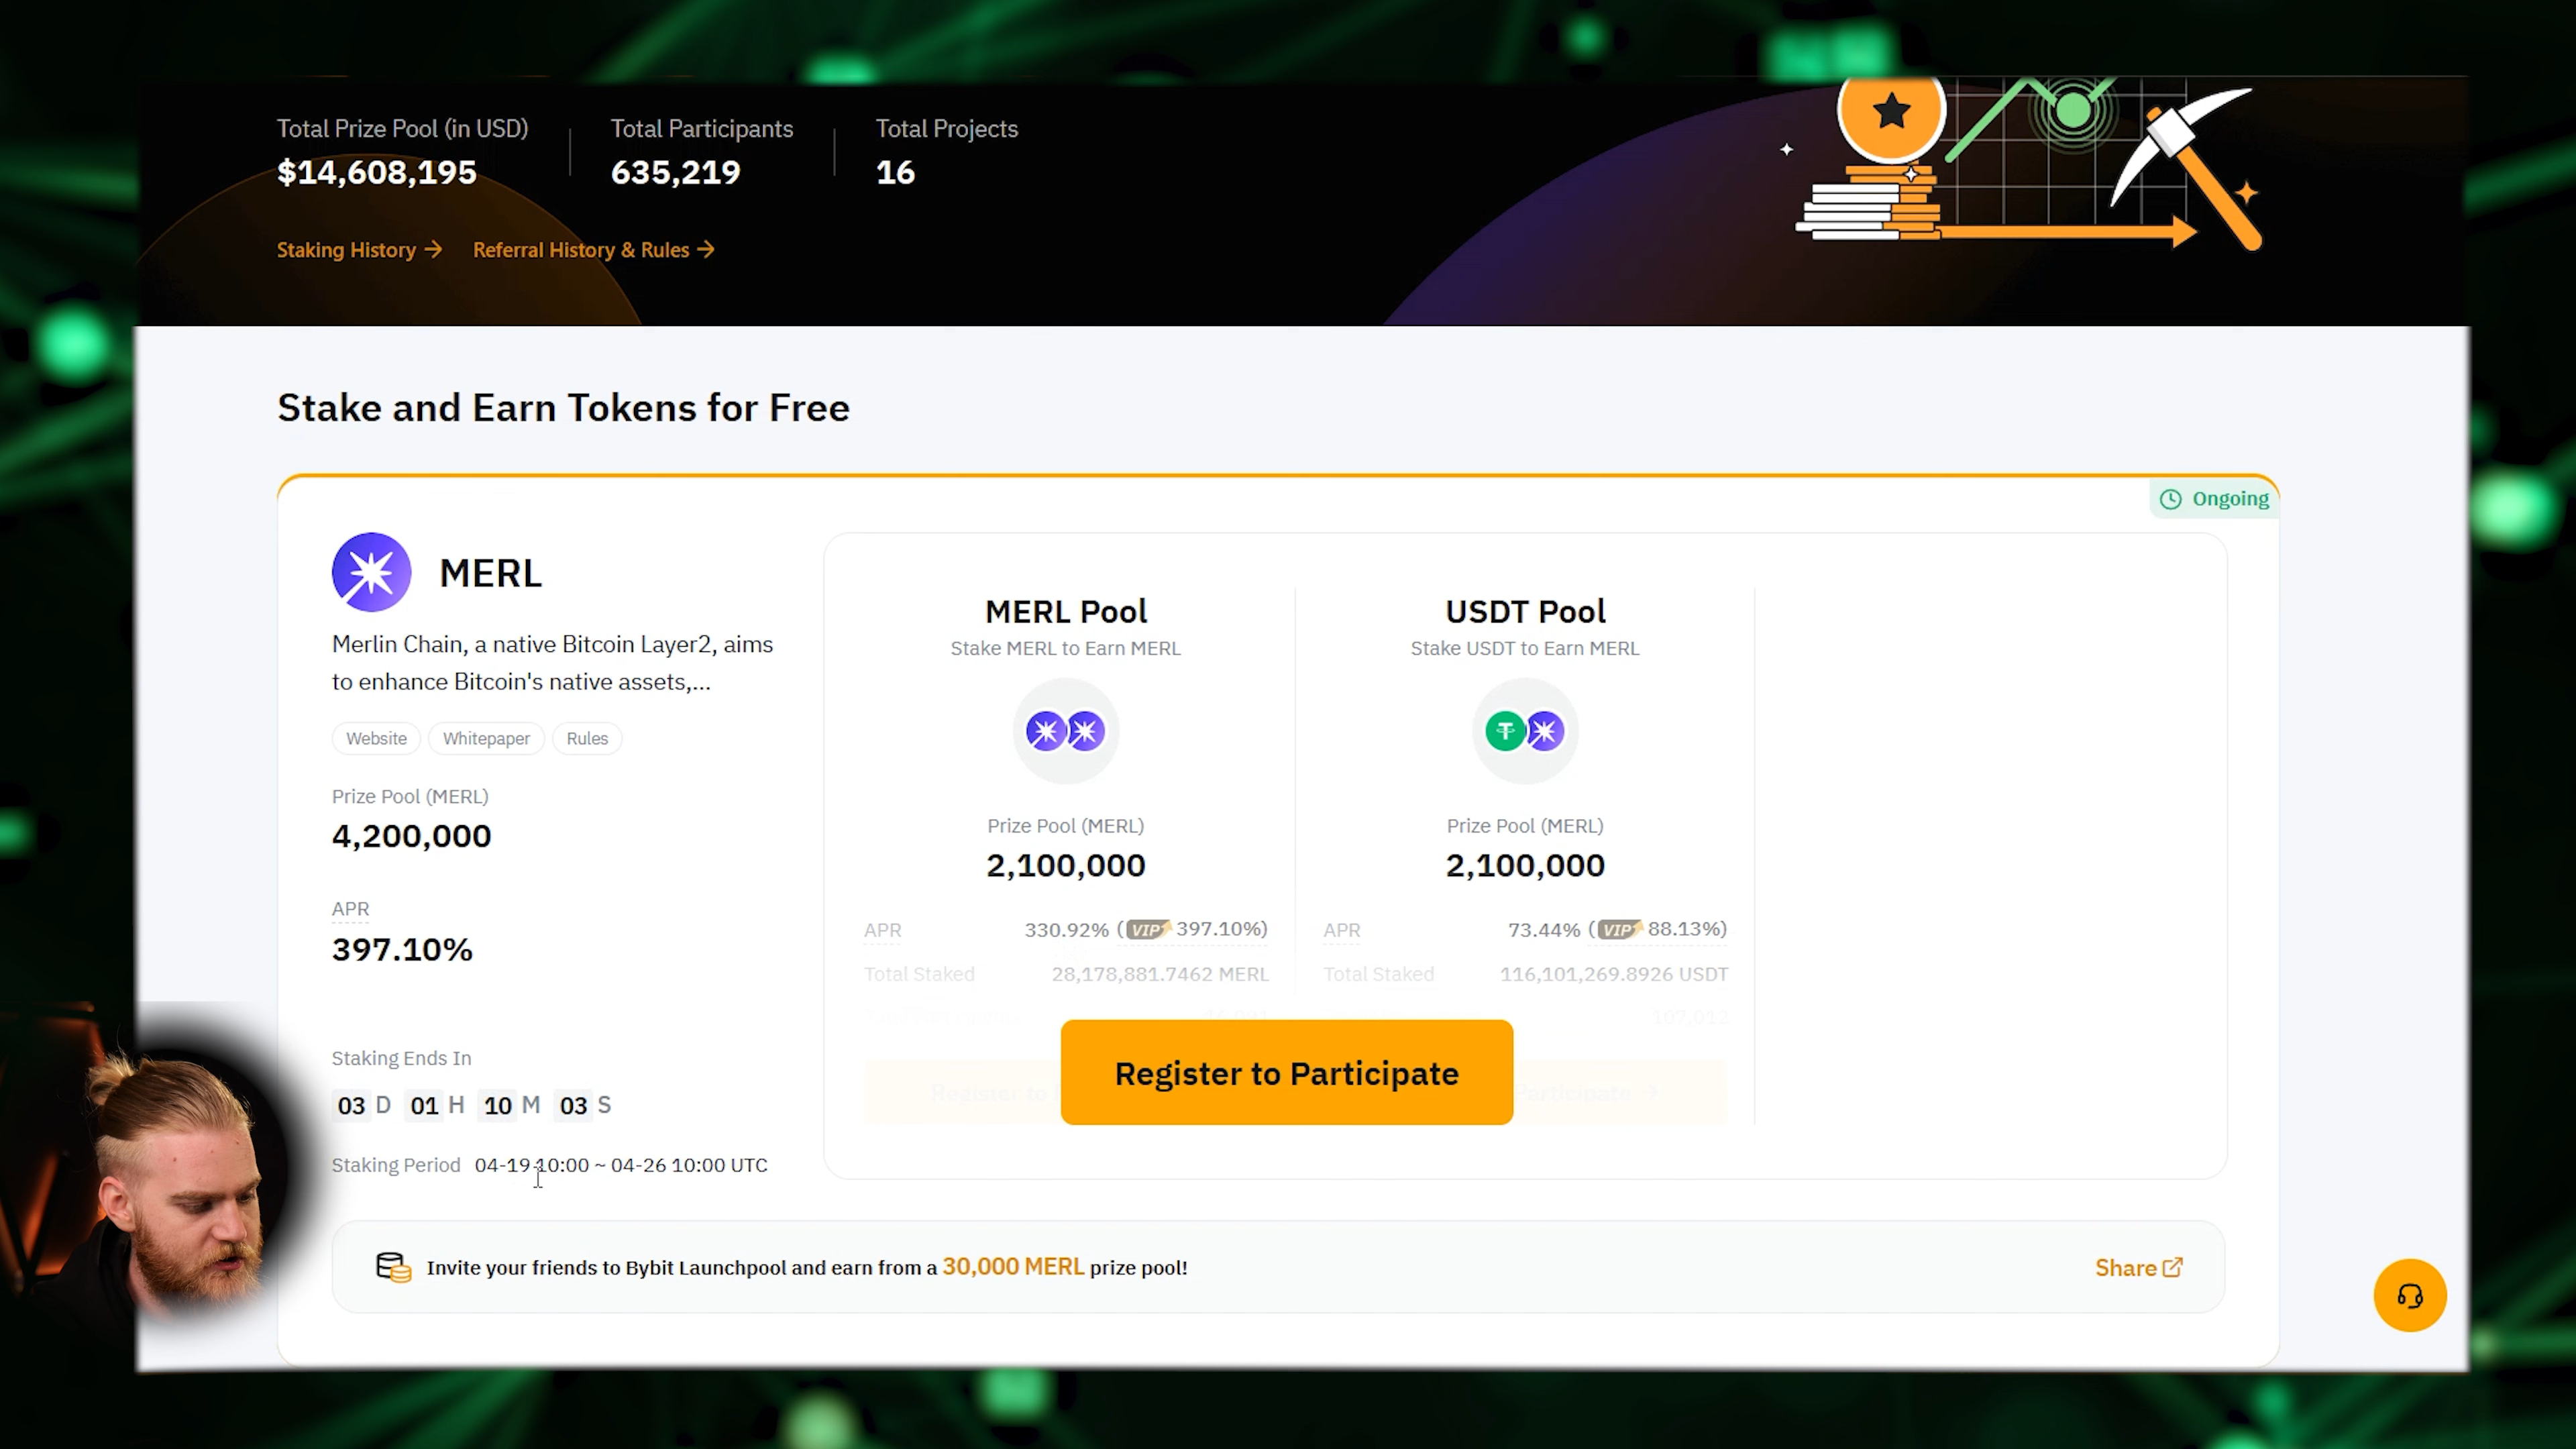 Total Prize Pool (in USD)
$14,608,195
Total Participants
635,219
Total Projects
16
Staking History →
Referral History & Rules →
Stake and Earn Tokens for Free
Ongoing
MERL
Merlin Chain, a native Bitcoin Layer2, aims
to enhance Bitcoin's native assets,...
Website
Whitepaper
Rules
Prize Pool (MERL)
4,200,000
APR
397.10%
Staking Ends In
03 D 01 H 10 M 03 S
Staking Period 04-19 10:00 ~ 04-26 10:00 UTC
MERL Pool
Stake MERL to Earn MERL
Prize Pool (MERL)
2,100,000
APR 330.92% (VIP 397.10%)
Total Staked 28,178,881.7462 MERL
USDT Pool
Stake USDT to Earn MERL
Prize Pool (MERL)
2,100,000
APR 73.44% (VIP 88.13%)
Total Staked 116,101,269.8926 USDT
107,012
Register to
Participate
Register to Participate
Invite your friends to Bybit Launchpool and earn from a 30,000 MERL prize pool!
Share